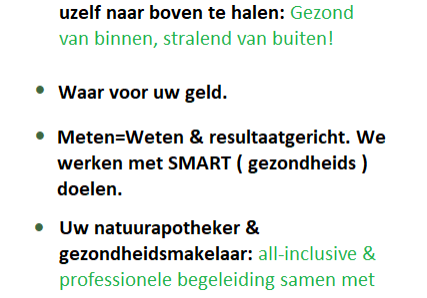 uzelf naar boven te halen: Gezond
van binnen, stralend van buiten!
• Waar voor uw geld.
• Meten=Weten & resultaatgericht. We
werken met SMART ( gezondheids )
doelen.
• Uw natuurapotheker &
gezondheidsmakelaar: all-inclusive &
professionele begeleiding samen met